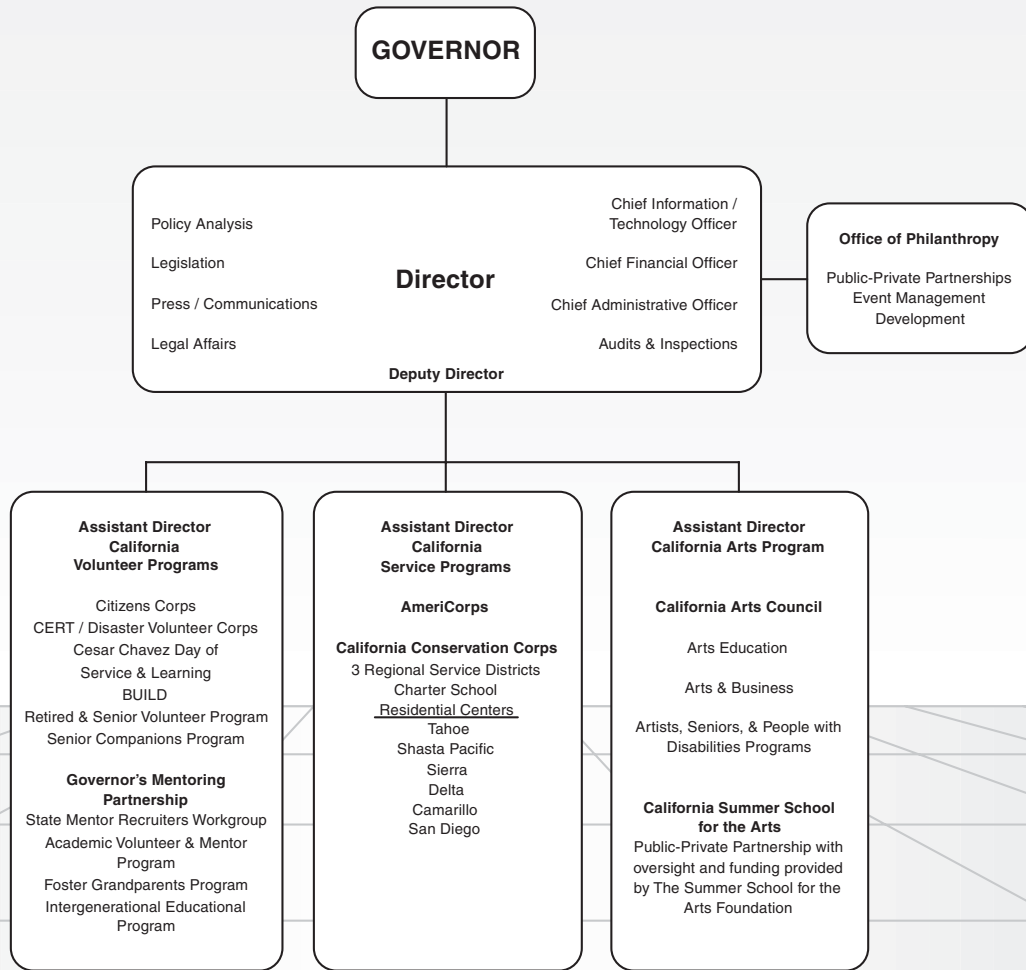 GOVERNOR
Policy Analysis
Legislation
Press / Communications
Legal Affairs
Director
Chief Information /
Technology Officer
Chief Financial Officer
Chief Administrative Officer
Audits & Inspections
Deputy Director
Office of Philanthropy
Public-Private Partnerships
Event Management
Development
Assistant Director
California
Volunteer Programs
Citizens Corps
CERT / Disaster Volunteer Corps
Cesar Chavez Day of
Service & Learning
BUILD
Retired & Senior Volunteer Program
Senior Companions Program
Governor's Mentoring
Partnership
State Mentor Recruiters Workgroup
Academic Volunteer & Mentor
Program
Foster Grandparents Program
Intergenerational Educational
Program
Assistant Director
California
Service Programs
AmeriCorps
California Conservation Corps
3 Regional Service Districts
Charter School
Residential Centers
Tahoe
Shasta Pacific
Sierra
Delta
Camarillo
San Diego
Assistant Director
California Arts Program
California Arts Council
Arts Education
Arts & Business
Artists, Seniors, & People with
Disabilities Programs
California Summer School
for the Arts
Public-Private Partnership with
oversight and funding provided
by The Summer School for the
Arts Foundation